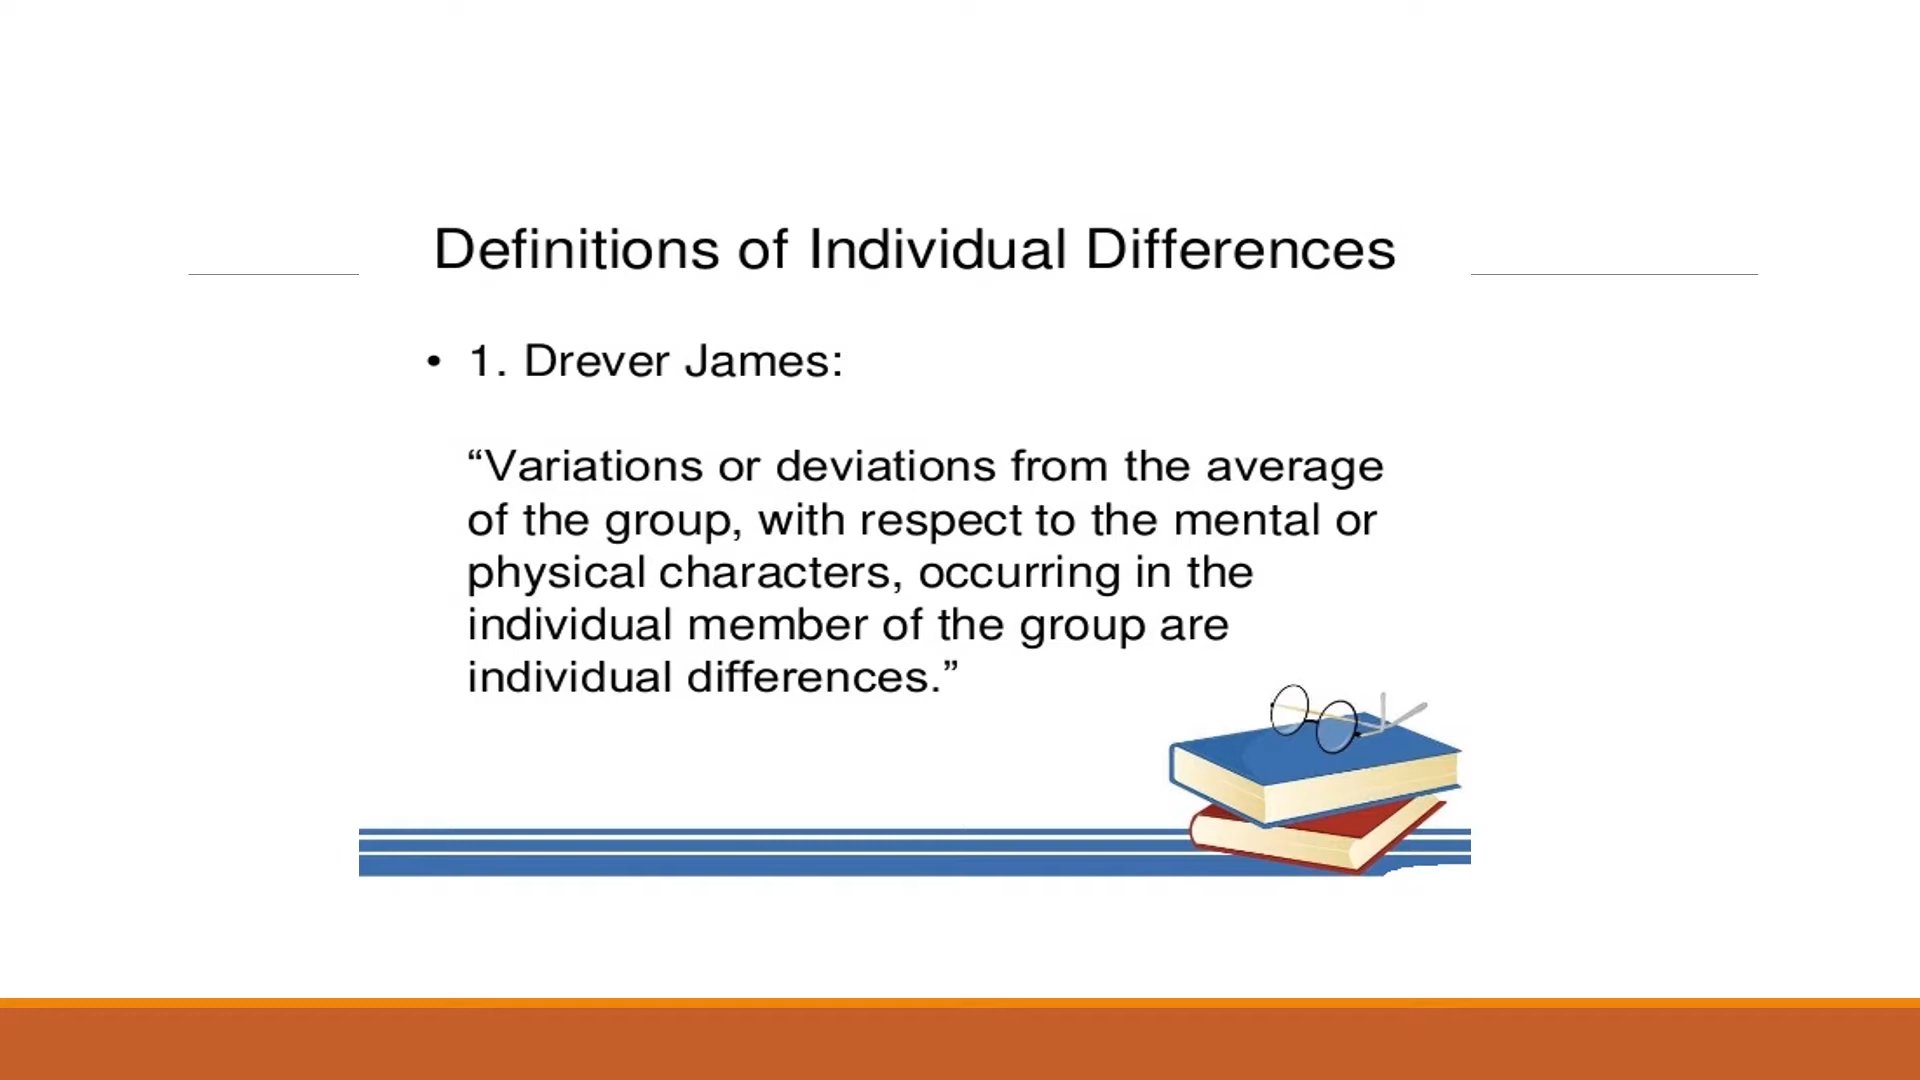 Definitions of Individual Differences
• 1. Drever James:
“Variations or deviations from the average
of the group, with respect to the mental or
physical characters, occurring in the
individual member of the group are
individual differences.”